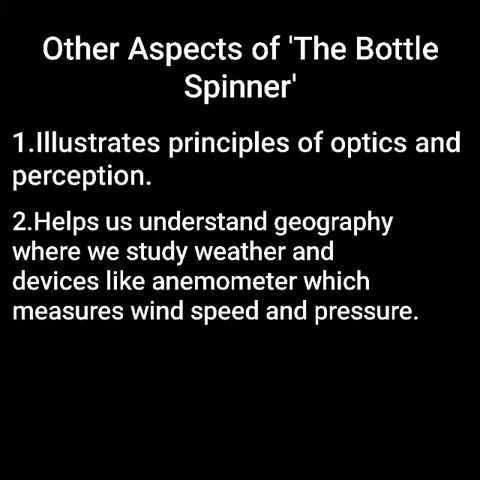 Other Aspects of 'The Bottle
Spinner'
1.Illustrates principles of optics and
perception.
2.Helps us understand geography
where we study weather and
devices like anemometer which
measures wind speed and pressure.